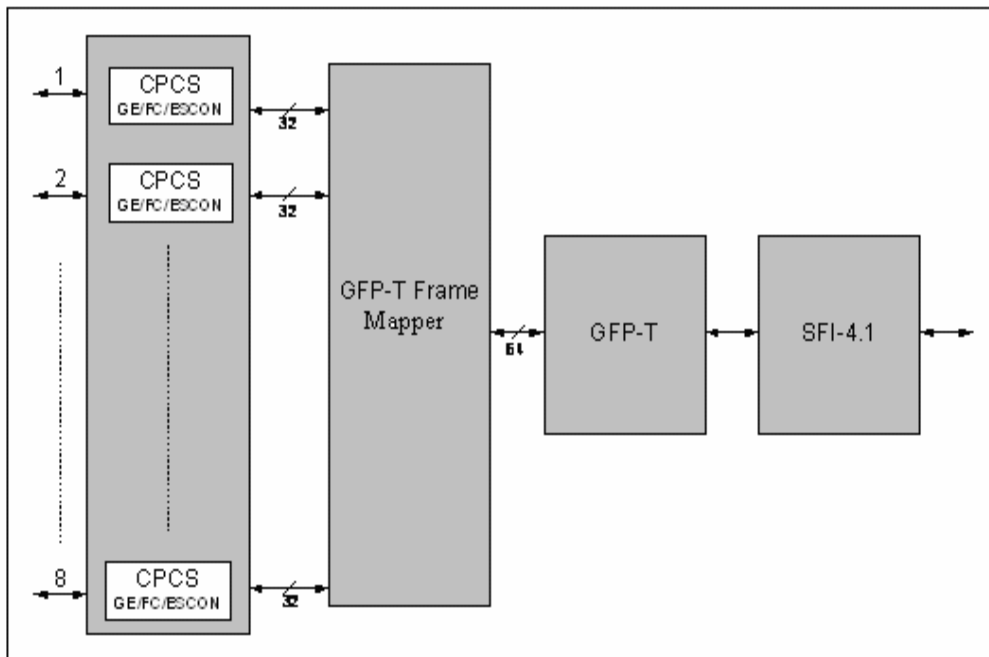 1
CPCS
GE/FC/ESCON
32
2
CPCS
GE/FC/ESCON
32
GFP-T Frame
Mapper
64
GFP-T
SFI-4.1
8
CPCS
GE/FC/ESCON
32